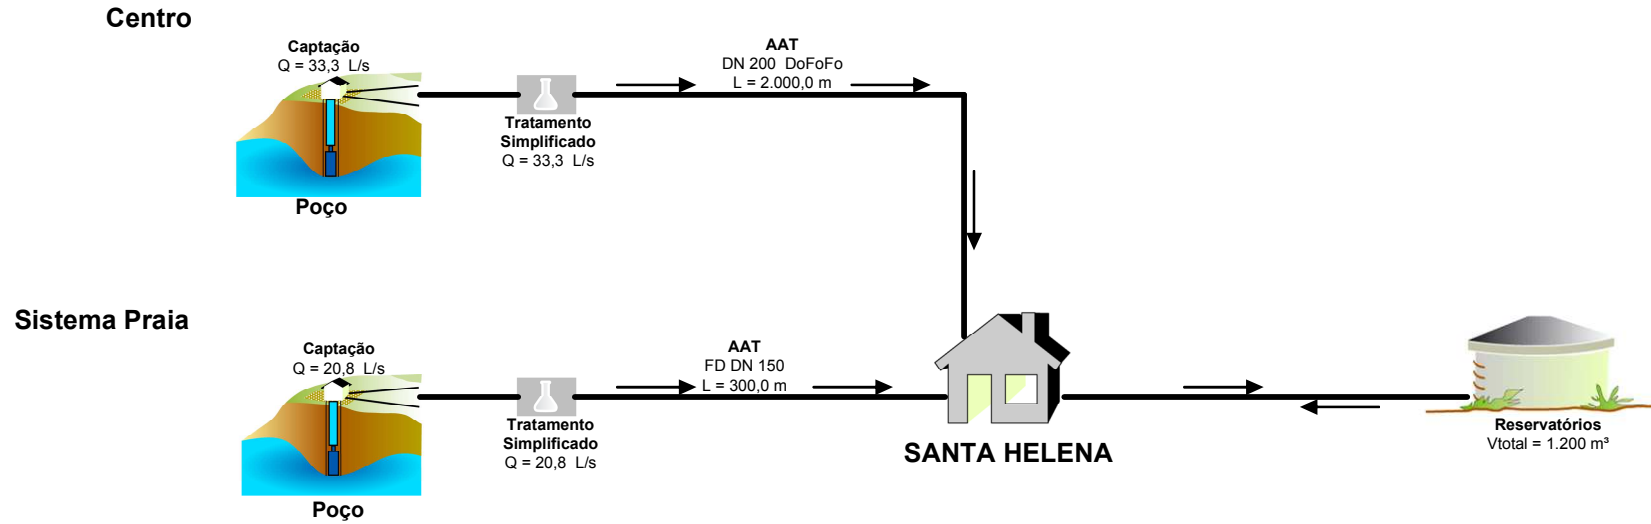 Centro
Captação
Q = 33,3 L/s
Poço
Tratamento
Simplificado
Q = 33,3 L/s
AAT
DN 200 DoFoFo
L = 2.000,0 m
Sistema Praia
Captação
Q = 20,8 L/s
Poço
Tratamento
Simplificado
Q = 20,8 L/s
AAT
FD DN 150
L = 300,0 m
SANTA HELENA
Reservatórios
Vtotal = 1.200 m³